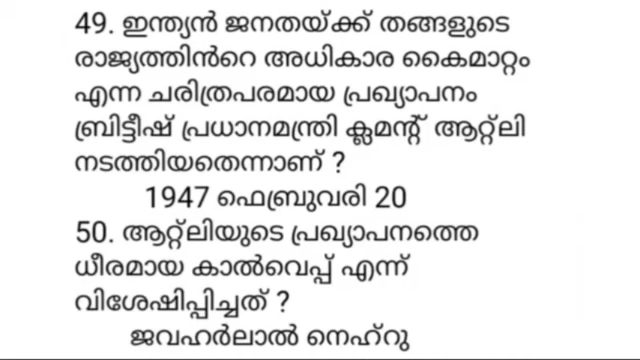 49. ഇന്ത്യൻ ജനതയ്ക്ക് തങ്ങളുടെ
രാജ്യത്തിൻറെ അധികാര കൈമാറ്റം
എന്ന ചരിത്രപരമായ പ്രഖ്യാപനം
ബ്രിട്ടീഷ് പ്രധാനമന്ത്രി ക്ലമന്റ് ആറ്റ്ലി
നടത്തിയതെന്നാണ് ?
1947 ഫെബ്രുവരി 20
50. ആറ്റ്ലിയുടെ പ്രഖ്യാപനത്തെ
ധീരമായ കാൽവെപ്പ് എന്ന്
വിശേഷിപ്പിച്ചത് ?
ജവഹർലാൽ നെഹ്റു